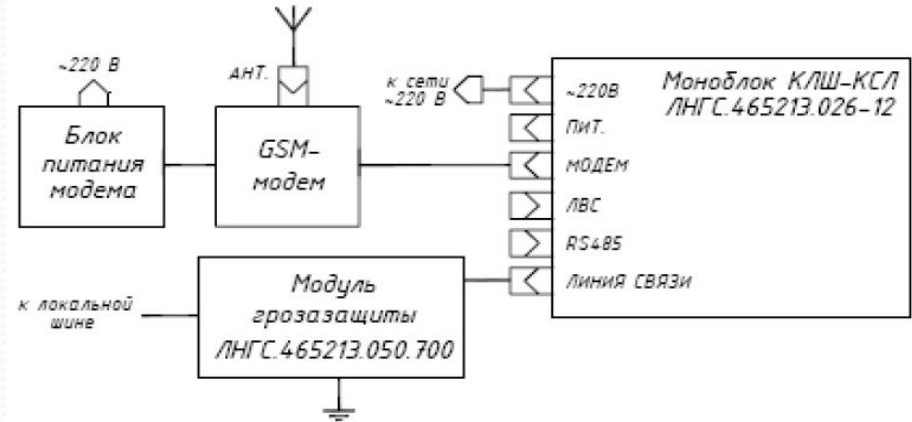 ~220 В
АНТ.
к сети
~220 В
~220В
Моноблок КЛШ-КСЛ
ЛНГС.465213.026-12
Блок
питания
модема
GSM-
модем
ПИТ.
МОДЕМ
ЛВС
RS485
ЛИНИЯ СВЯЗИ
к локальной
шине
Модуль
грозазащиты
ЛНГС.465213.050.700